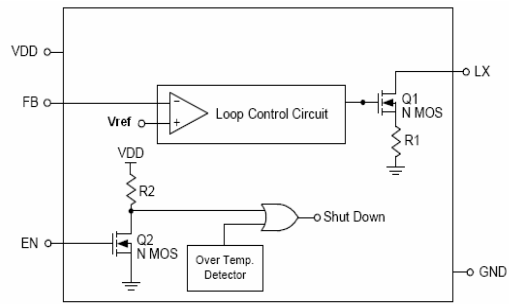 VDD
FB
Vref
−
+
Loop Control Circuit
LX
Q1
N MOS
R1
VDD
R2
Shut Down
EN
Q2
N MOS
Over Temp.
Detector
GND